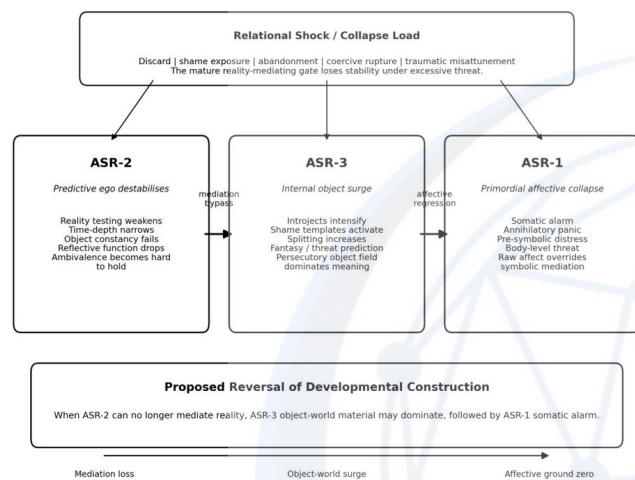 Relational Shock / Collapse Load
Discard | shame exposure | abandonment | coercive rupture | traumatic misattunement
The mature reality-mediating gate loses stability under excessive threat.
ASR-2
Predictive ego destabilises
Reality testing weakens
Time-depth narrows
Object constancy fails
Reflective function drops
Ambivalence becomes hard
to hold
mediation
bypass
ASR-3
Internal object surge
Introjects intensify
Shame templates activate
Splitting increases
Fantasy / threat prediction
Persecutory object field
dominates meaning
affective
regression
ASR-1
Primordial affective collapse
Somatic alarm
Annihilatory panic
Pre-symbolic distress
Body-level threat
Raw affect overrides
symbolic mediation
Proposed Reversal of Developmental Construction
When ASR-2 can no longer mediate reality, ASR-3 object-world material may dominate, followed by ASR-1 somatic alarm.
Mediation loss
Object-world surge
Affective ground zero